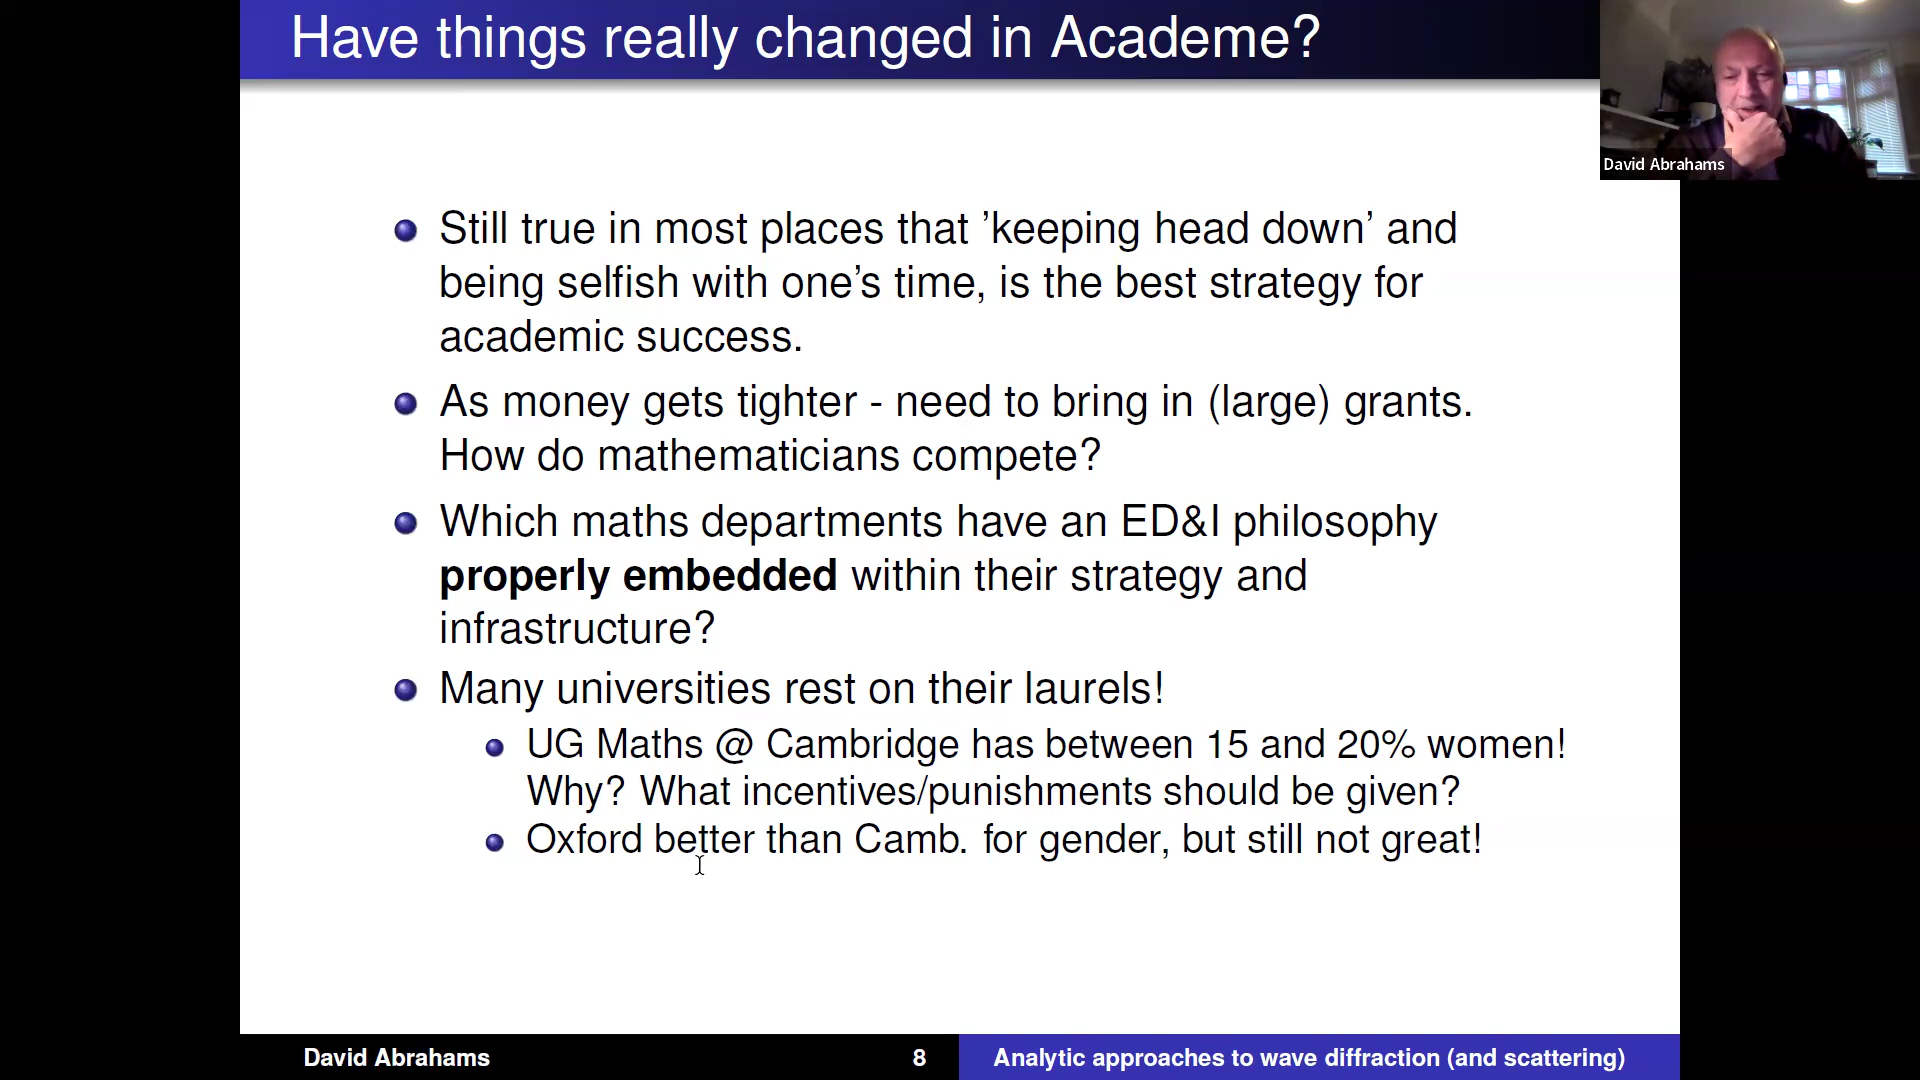 Have things really changed in Academe?
David Abrahams
Still true in most places that 'keeping head down' and
being selfish with one's time, is the best strategy for
academic success.
As money gets tighter - need to bring in (large) grants.
How do mathematicians compete?
Which maths departments have an ED&I philosophy
properly embedded within their strategy and
infrastructure?
Many universities rest on their laurels!
UG Maths @ Cambridge has between 15 and 20% women!
Why? What incentives/punishments should be given?
Oxford better than Camb. for gender, but still not great!
David Abrahams 8 Analytic approaches to wave diffraction (and scattering)